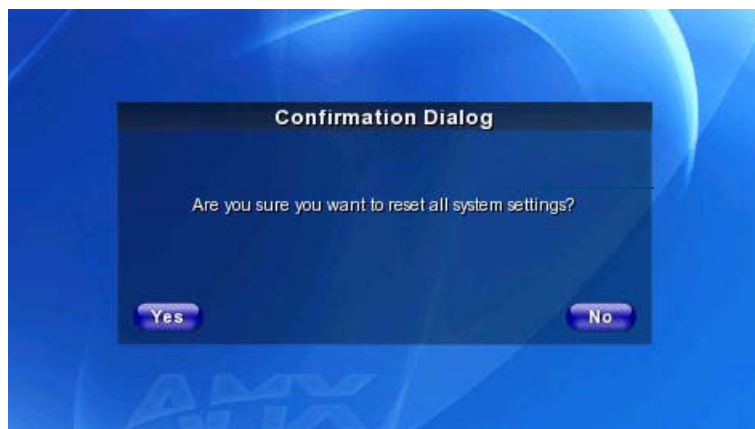 Confirmation Dialog
Are you sure you want to reset all system settings?
Yes
No
AMX